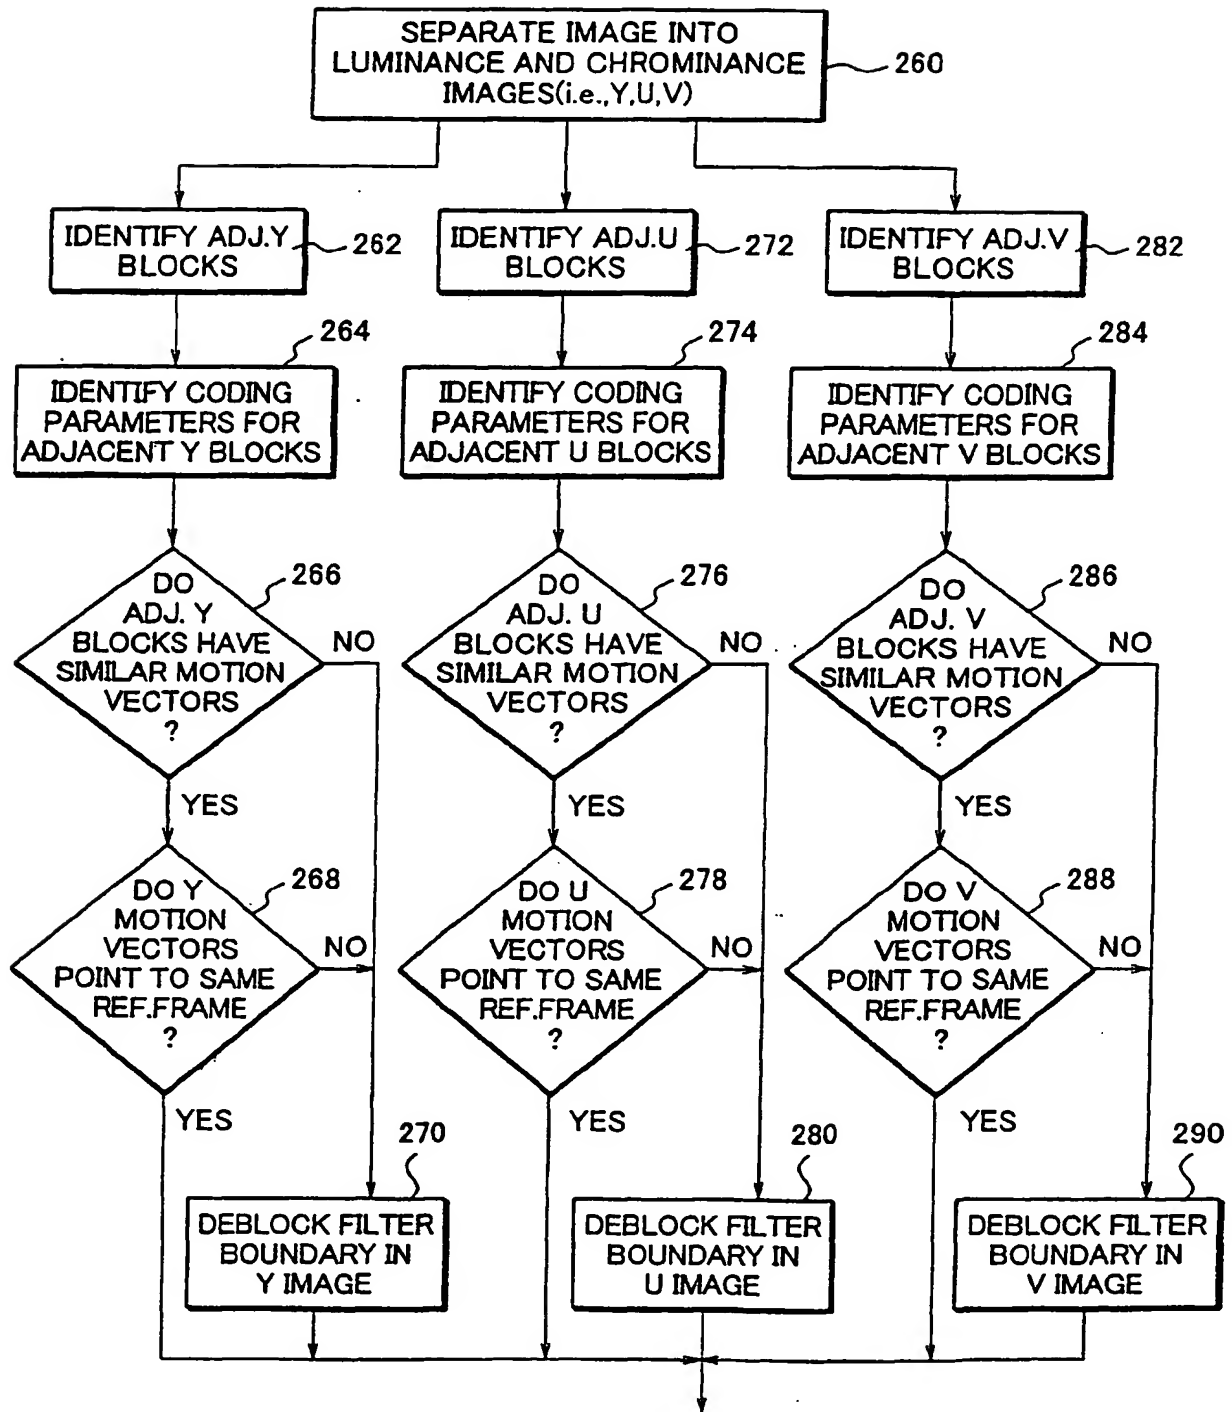 SEPARATE IMAGE INTO
LUMINANCE AND CHROMINANCE
IMAGES(i.e.,Y,U,V)
260
IDENTIFY ADJ.Y
BLOCKS
262
IDENTIFY ADJ.U
BLOCKS
272
IDENTIFY ADJ.V
BLOCKS
282
264
IDENTIFY CODING
PARAMETERS FOR
ADJACENT Y BLOCKS
274
IDENTIFY CODING
PARAMETERS FOR
ADJACENT U BLOCKS
284
IDENTIFY CODING
PARAMETERS FOR
ADJACENT V BLOCKS
266
DO
ADJ. Y
BLOCKS HAVE
SIMILAR MOTION
VECTORS
?
NO
YES
276
DO
ADJ. U
BLOCKS HAVE
SIMILAR MOTION
VECTORS
?
NO
YES
286
DO
ADJ. V
BLOCKS HAVE
SIMILAR MOTION
VECTORS
?
NO
YES
268
DO Y
MOTION
VECTORS
POINT TO SAME
REF.FRAME
?
NO
YES
278
DO U
MOTION
VECTORS
POINT TO SAME
REF.FRAME
?
NO
YES
288
DO V
MOTION
VECTORS
POINT TO SAME
REF.FRAME
?
NO
YES
270
DEBLOCK FILTER
BOUNDARY IN
Y IMAGE
280
DEBLOCK FILTER
BOUNDARY IN
U IMAGE
290
DEBLOCK FILTER
BOUNDARY IN
V IMAGE